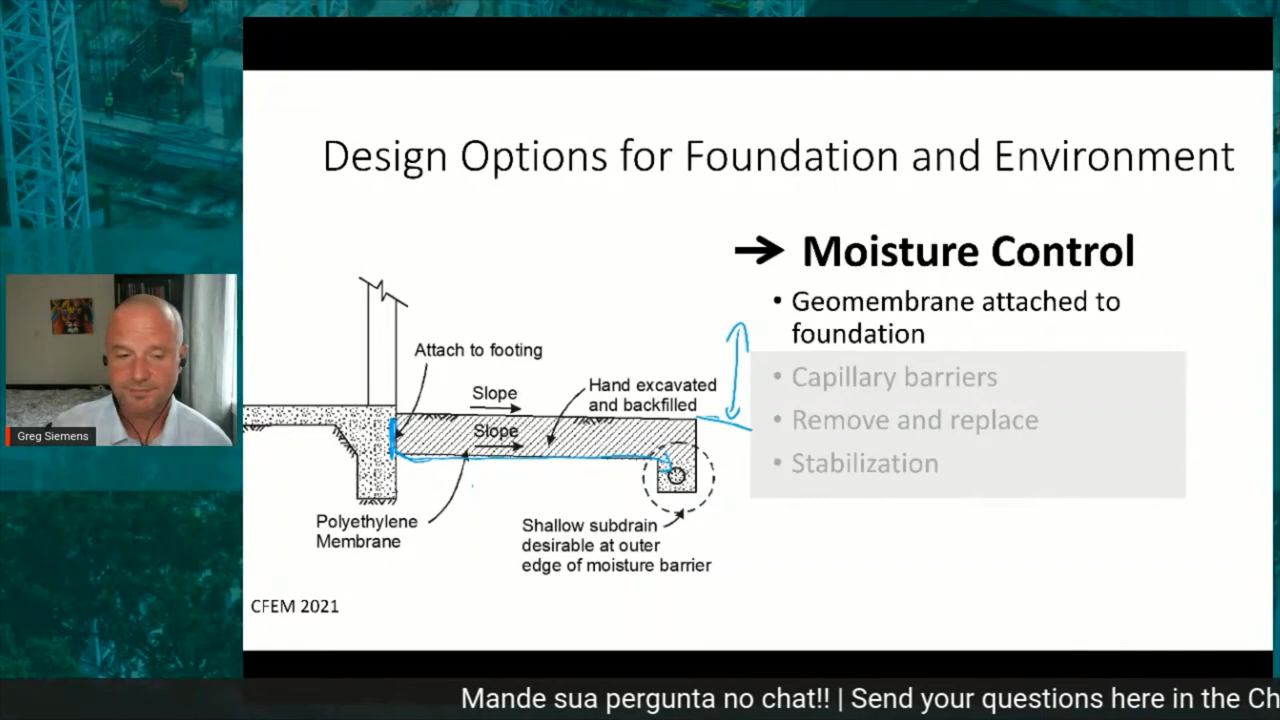 Design Options for Foundation and Environment
→ Moisture Control
• Geomembrane attached to
foundation
• Capillary barriers
• Remove and replace
• Stabilization
Attach to footing
Slope
Hand excavated
and backfilled
Slope
Polyethylene
Membrane
Shallow subdrain
desirable at outer
edge of moisture barrier
CFEM 2021
Greg Siemens
Mande sua pergunta no chat!! | Send your questions here in the Ch